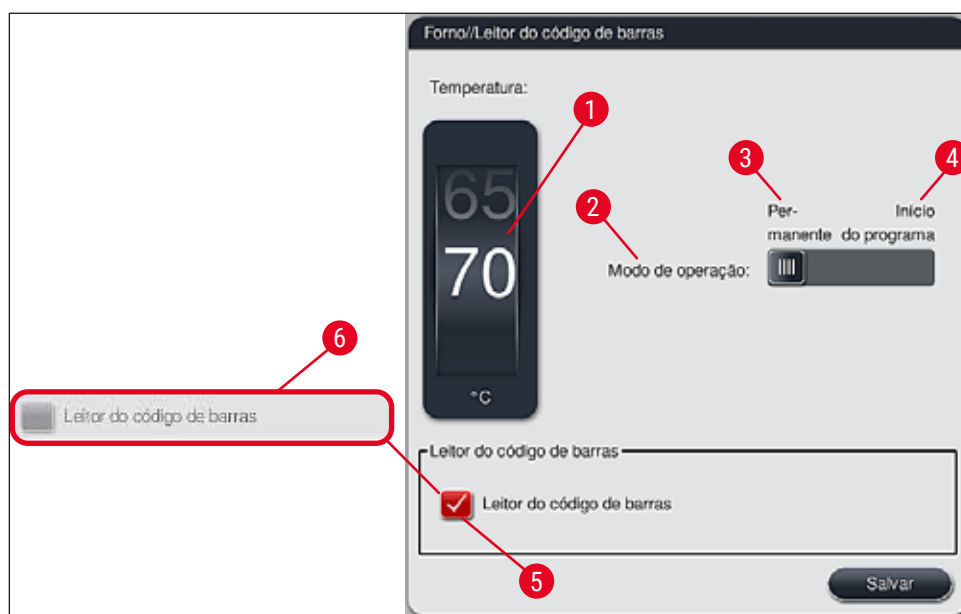 Forno//Leitor do código de barras
Temperatura:
1
65
70
°C
2
Modo de operação:
3
4
Per-
manente
Início
do programa
6
Leitor do código de barras
Leitor do código de barras
Leitor do código de barras
5
Salvar